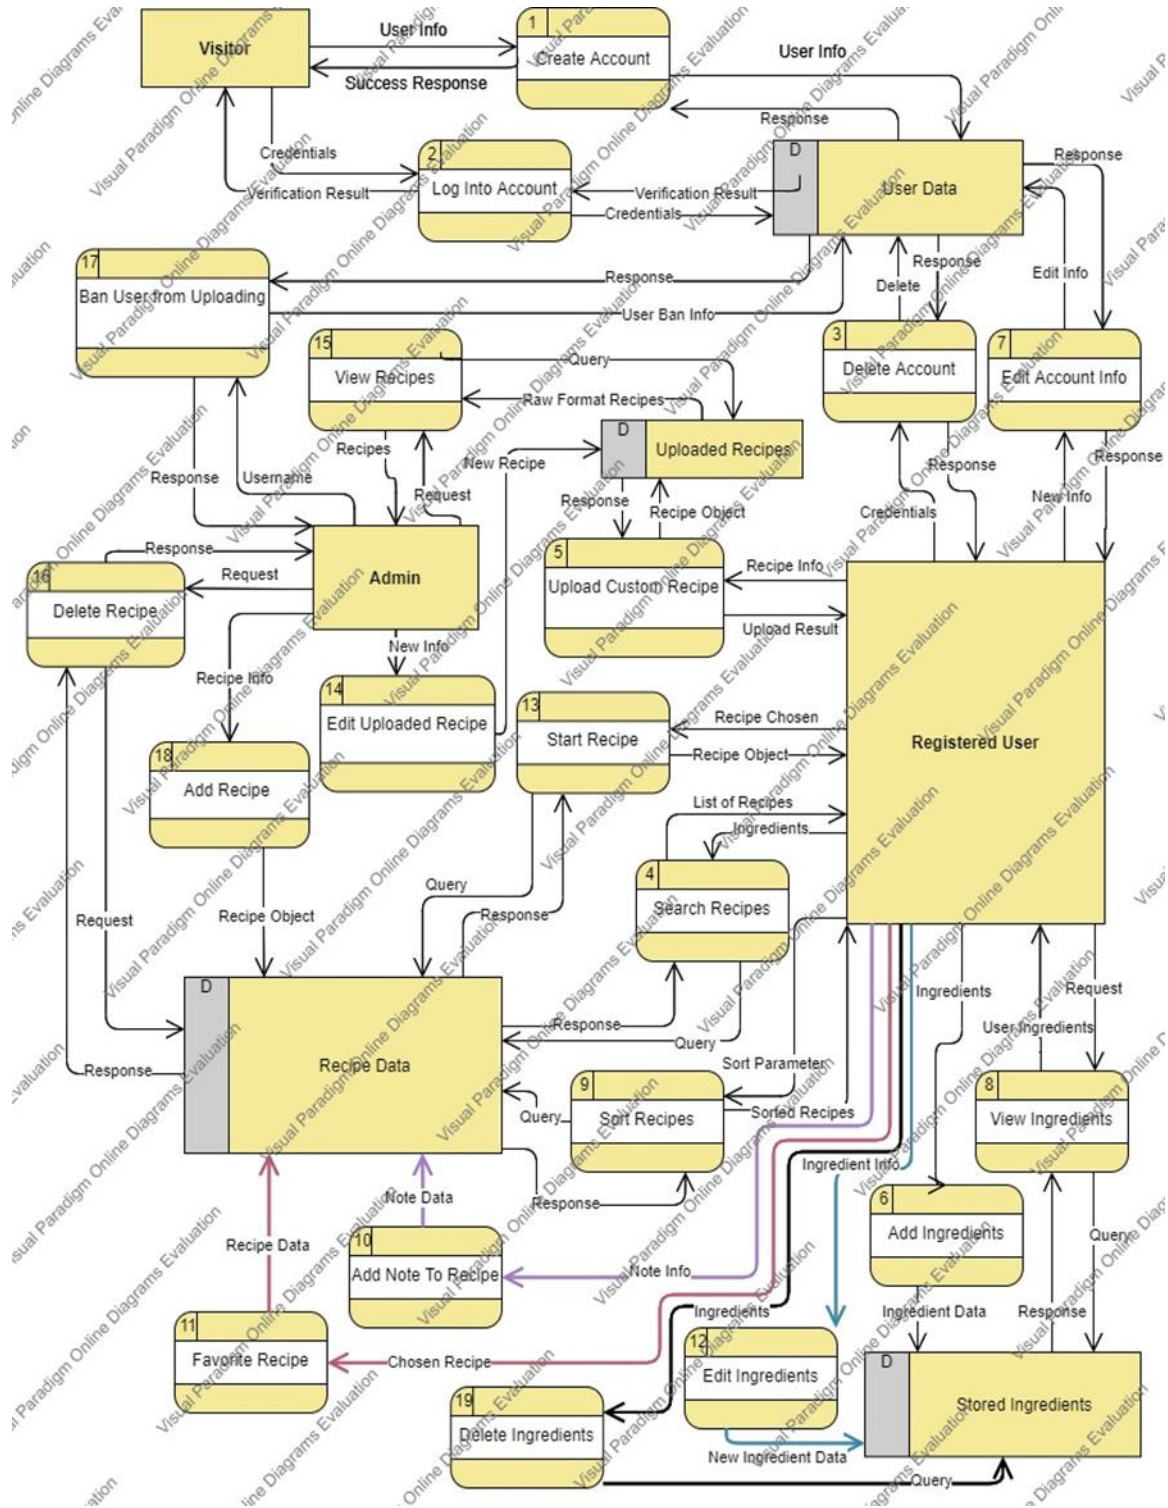 Visitor
User Info
Success Response
1
Create Account
User Info
Response
Credentials
Verification Result
2
Log Into Account
Verification Result
Credentials
D
User Data
Response
17
Ban User from Uploading
Response
User Ban Info
Delete
Response
Edit Info
15
View Recipes
Query
Raw Format Recipes
3
Delete Account
7
Edit Account Info
D
Uploaded Recipes
Recipes
New Recipe
Response
Username
Request
Response
Recipe Object
Credentials
Response
New Info
Response
Response
Request
16
Delete Recipe
Admin
5
Upload Custom Recipe
Recipe Info
Upload Result
New Info
Recipe Info
14
Edit Uploaded Recipe
13
Start Recipe
Recipe Chosen
Recipe Object
Registered User
18
Add Recipe
List of Recipes
Ingredients
4
Search Recipes
Query
Response
Request
Recipe Object
D
Recipe Data
Response
Query
Response
Sort Parameter
Ingredients
Request
User Ingredients
9
Sort Recipes
Query
Sorted Recipes
Response
8
View Ingredients
Ingredient Info
Note Data
6
Add Ingredients
Query
Recipe Data
10
Add Note To Recipe
Note Info
Ingredients
Ingredient Data
Response
11
Favorite Recipe
Chosen Recipe
12
Edit Ingredients
D
Stored Ingredients
19
Delete Ingredients
New Ingredient Data
Query
Visual Paradigm Online Diagrams Evaluation